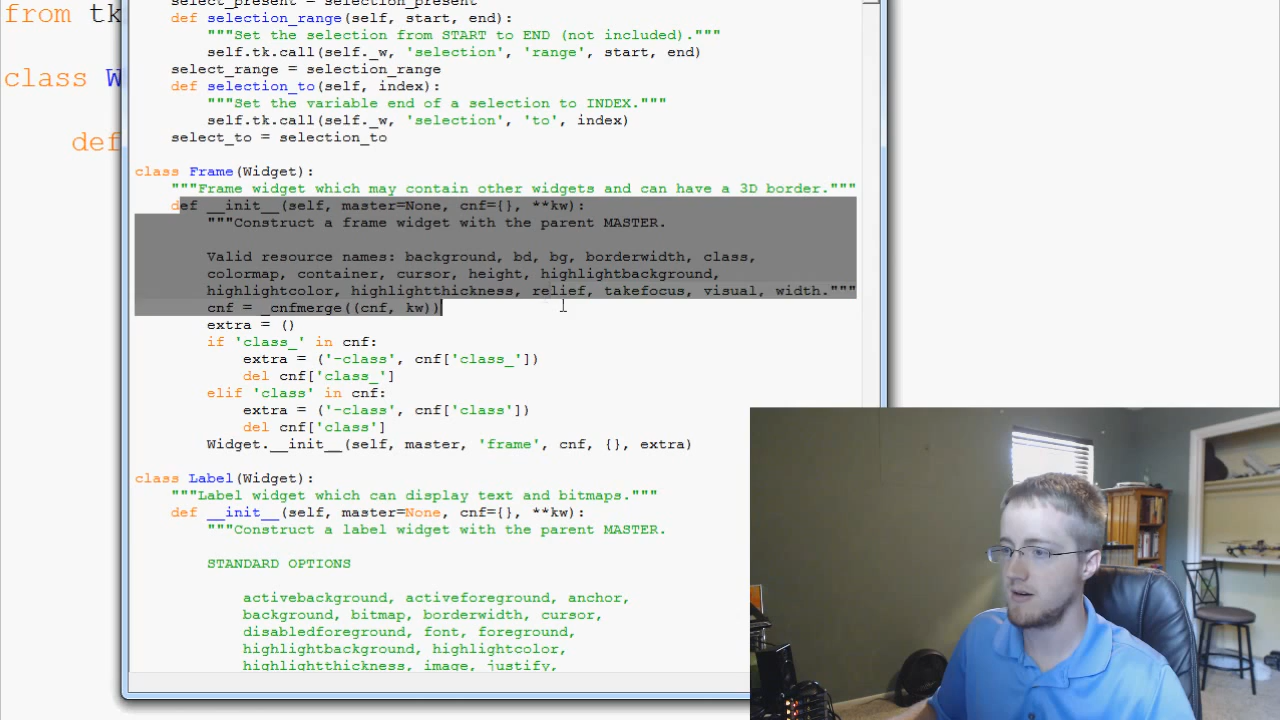 from tk
class W
def
select_present = selection_present
def selection_range(self, start, end):
"""Set the selection from START to END (not included)."""
self.tk.call(self._w, 'selection', 'range', start, end)
select_range = selection_range
def selection_to(self, index):
"""Set the variable end of a selection to INDEX."""
self.tk.call(self._w, 'selection', 'to', index)
select_to = selection_to
class Frame(Widget):
"""Frame widget which may contain other widgets and can have a 3D border."""
def __init__(self, master=None, cnf={}, **kw):
"""Construct a frame widget with the parent MASTER.
Valid resource names: background, bd, bg, borderwidth, class,
colormap, container, cursor, height, highlightbackground,
highlightcolor, highlightthickness, relief, takefocus, visual, width."""
cnf = _cnfmerge((cnf, kw))
extra = ()
if 'class_' in cnf:
extra = ('-class', cnf['class_'])
del cnf['class_']
elif 'class' in cnf:
extra = ('-class', cnf['class'])
del cnf['class']
Widget.__init__(self, master, 'frame', cnf, {}, extra)
class Label(Widget):
"""Label widget which can display text and bitmaps."""
def __init__(self, master=None, cnf={}, **kw):
"""Construct a label widget with the parent MASTER.
STANDARD OPTIONS
activebackground, activeforeground, anchor,
background, bitmap, borderwidth, cursor,
disabledforeground, font, foreground,
highlightbackground, highlightcolor,
highlightthickness, image, justify,